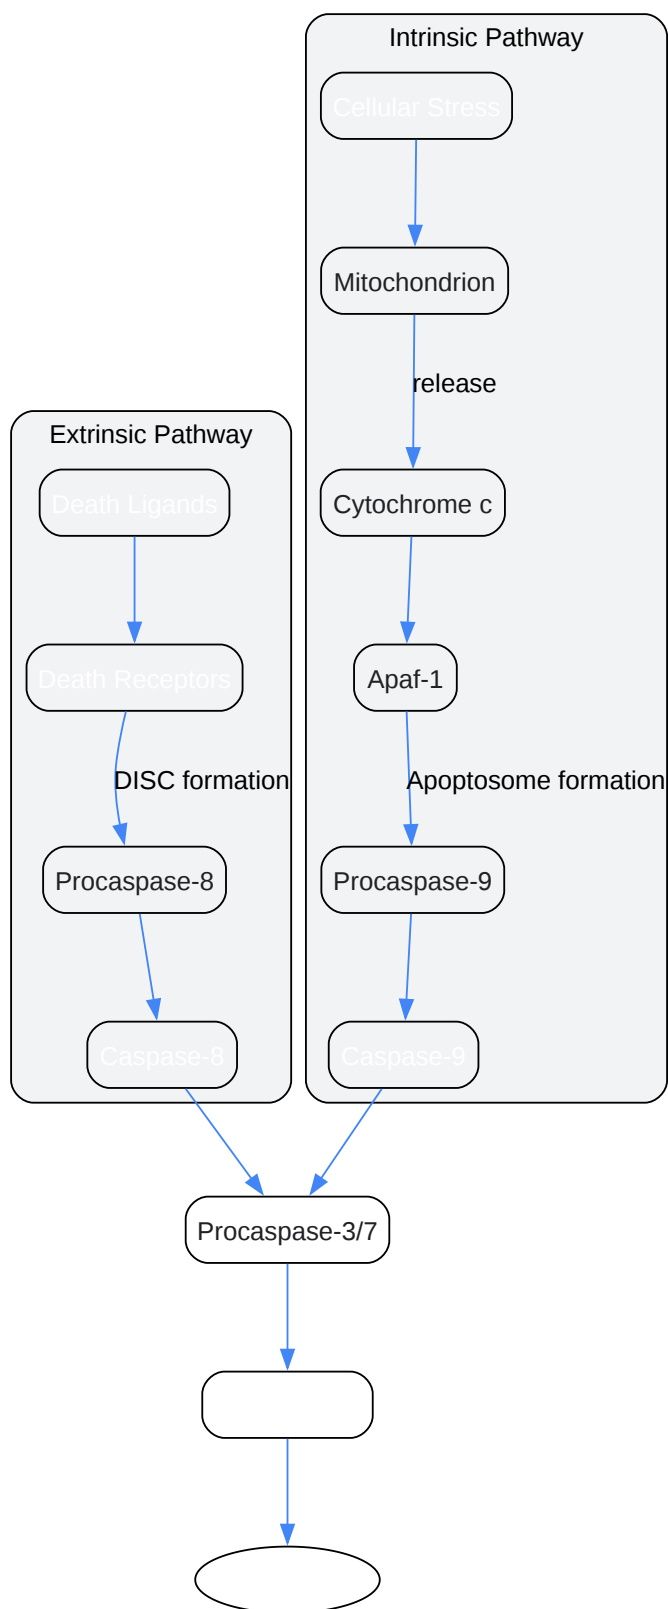 Intrinsic Pathway
Cellular Stress
Mitochondrion
release
Extrinsic Pathway
Death Ligands
Cytochrome c
Death Receptors
Apaf-1
DISC formation
Apoptosome formation
Procaspase-8
Procaspase-9
Caspase-8
Caspase-9
Procaspase-3/7